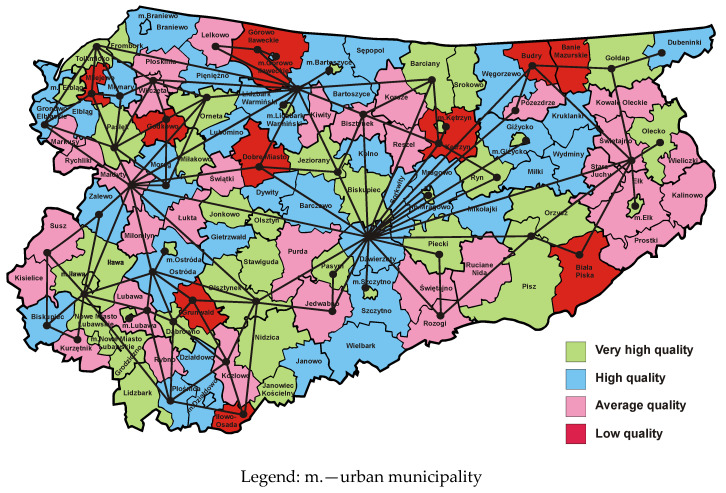 m.Braniewo
Braniewo
Frombork
Lelkowo
Górowo
Iławeckie
m.Górowo
Iławeckie
Sępopol
m.Bartoszyce
Barciany
Srokowo
Węgorzewo
Budry
Banie
Mazurskie
Gołdap
Dubeninki
Tolkmicko
Płoskinia
Pieniężno
Milejewo
Młynary
Wilczęta
m. Elbląg
Gronowo
Elbląskie
Elbląg
Lidzbark
Warmiński
m.Lidzbark
Warmiński
Bartoszyce
Kiwity
Bisztynek
Korsze
m.Kętrzyn
Kętrzyn
Pozezdrze
Kruklanki
Kowale Oleckie
Świętajno
Olecko
Wieliczki
Orneta
Godkowo
Pasłęk
Markusy
Rychliki
Lubomino
Miłakowo
Morąg
Małdyty
Dobre Miasto
Jeziorany
Kolno
Reszel
Giżycko
m.Giżycko
Wydminy
Miłki
Stare
Juchy
Ełk
m.Ełk
Kalinowo
Prostki
Świątki
Dywity
Barczewo
Biskupiec
Sorkwity
Mrągowo
m.Mrągowo
Ryn
Mikołajki
Orzysz
Zalewo
Susz
Łukta
Jonkowo
Olsztyn
Gietrzwałd
Miłomłyn
m.Ostróda
Ostróda
Stawiguda
Purda
Pasym
Dźwierzuty
Piecki
Ruciane
Nida
Pisz
Biała
Piska
Kisielice
m.Iława
Iława
Olsztynek
Grunwald
Lubawa
m.Lubawa
Jedwabno
m.Szczytno
Szczytno
Świętajno
Rozogi
Biskupiec
Nowe Miasto
Lubawskie
m.Nowe Miasto
Lubawskie
Kurzętnik
Grodziczno
Dąbrówno
Rybno
Działdowo
Nidzica
Kozłowo
Janowo
Wielbark
Lidzbark
Płośnica
m.Działdowo
Iłowo-
Osada
Janowiec
Kościelny
Very high quality
High quality
Average quality
Low quality
Legend: m.—urban municipality